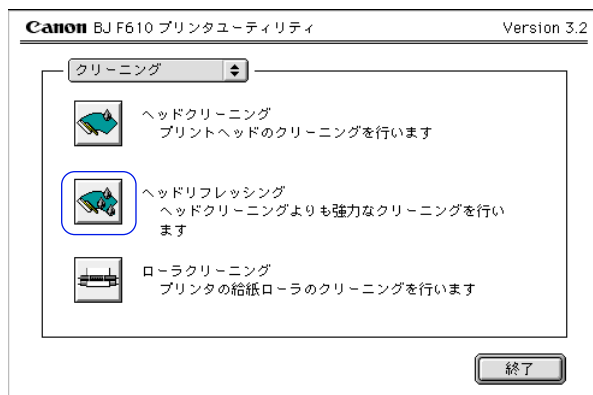 Canon BJ F610 プリンタユーティリティ Version 3.2
クリーニング
ヘッドクリーニング
プリントヘッドのクリーニングを行います
ヘッドリフレッシング
ヘッドクリーニングよりも強力なクリーニングを行い
ます
ローラクリーニング
プリンタの給紙ローラのクリーニングを行います
終了